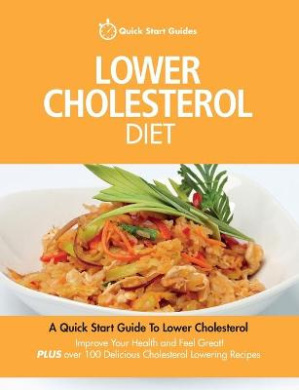 Quick Start Guides
LOWER
CHOLESTEROL
DIET
A Quick Start Guide To Lower Cholesterol
Improve Your Health and Feel Great!
PLUS over 100 Delicious Cholesterol Lowering Recipes